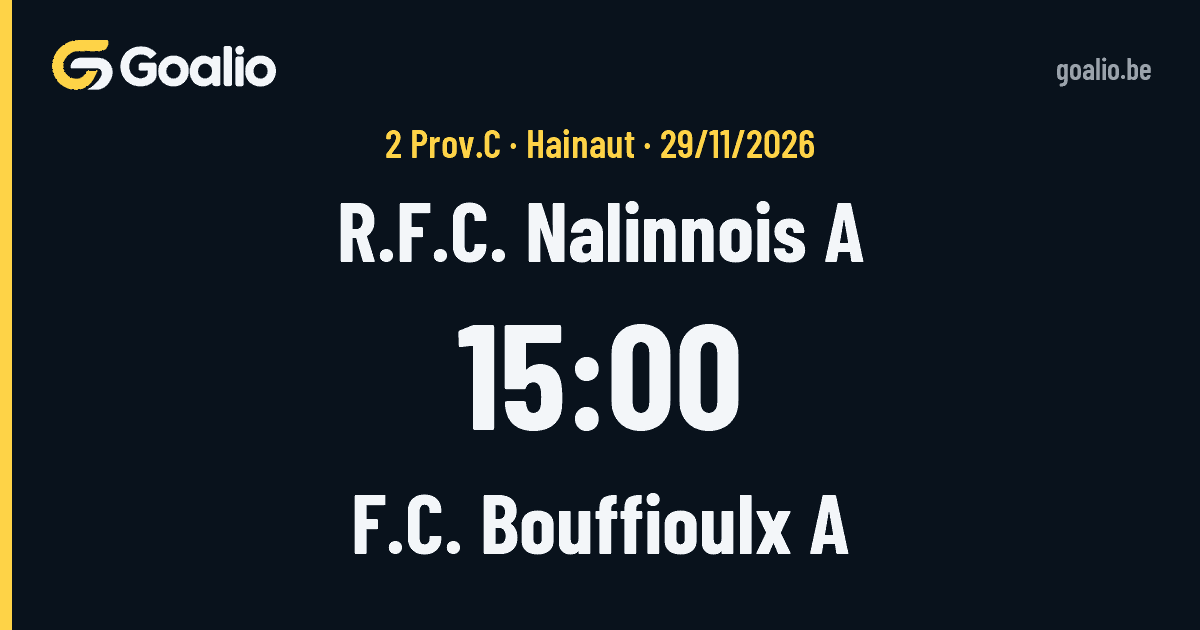 Goalio
goalio.be
2 Prov.C · Hainaut · 29/11/2026
R.F.C. Nalinnois A
15:00
F.C. Bouffioulx A